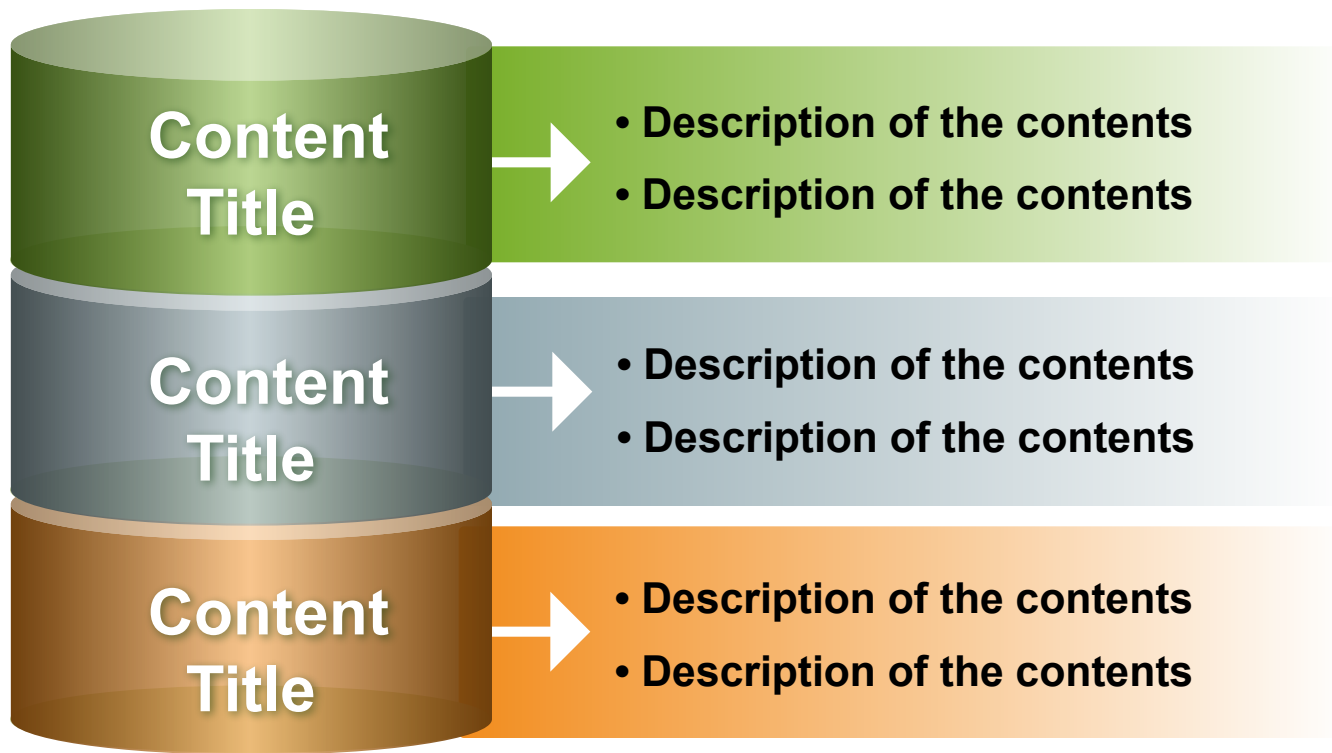 Content
Title
• Description of the contents
• Description of the contents
Content
Title
• Description of the contents
• Description of the contents
Content
Title
• Description of the contents
• Description of the contents